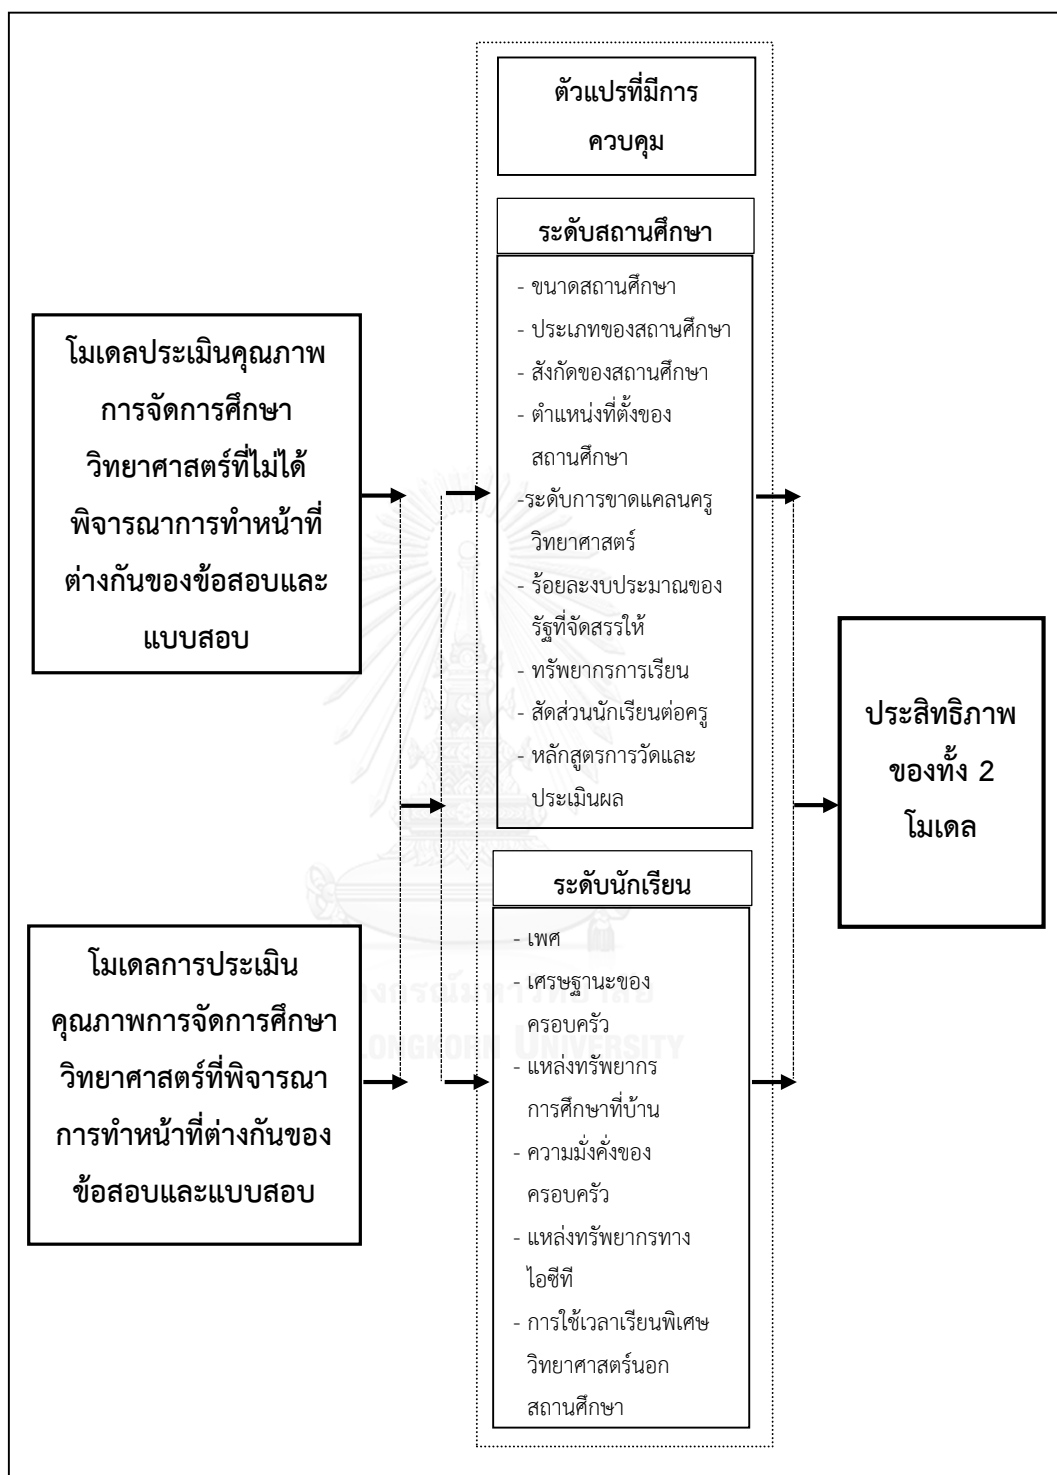 ตัวแปรที่มีการ
ควบคุม
ระดับสถานศึกษา
- ขนาดสถานศึกษา
- ประเภทของสถานศึกษา
- สังกัดของสถานศึกษา
- ตำแหน่งที่ตั้งของ
สถานศึกษา
-ระดับการขาดแคลนครู
วิทยาศาสตร์
- ร้อยละงบประมาณของ
รัฐที่จัดสรรให้
- ทรัพยากรการเรียน
- สัดส่วนนักเรียนต่อครู
- หลักสูตรการวัดและ
ประเมินผล
โมเดลประเมินคุณภาพ
การจัดการศึกษา
วิทยาศาสตร์ที่ไม่ได้
พิจารณาการทำหน้าที่
ต่างกันของข้อสอบและ
แบบสอบ
โมเดลการประเมิน
คุณภาพการจัดการศึกษา
วิทยาศาสตร์ที่พิจารณา
การทำหน้าที่ต่างกันของ
ข้อสอบและแบบสอบ
ระดับนักเรียน
- เพศ
- เศรษฐานะของ
ครอบครัว
- แหล่งทรัพยากร
การศึกษาที่บ้าน
- ความมั่งคั่งของ
ครอบครัว
- แหล่งทรัพยากรทาง
ไอซีที
- การใช้เวลาเรียนพิเศษ
วิทยาศาสตร์นอก
สถานศึกษา
ประสิทธิภาพ
ของทั้ง 2
โมเดล
UNIVERSITY